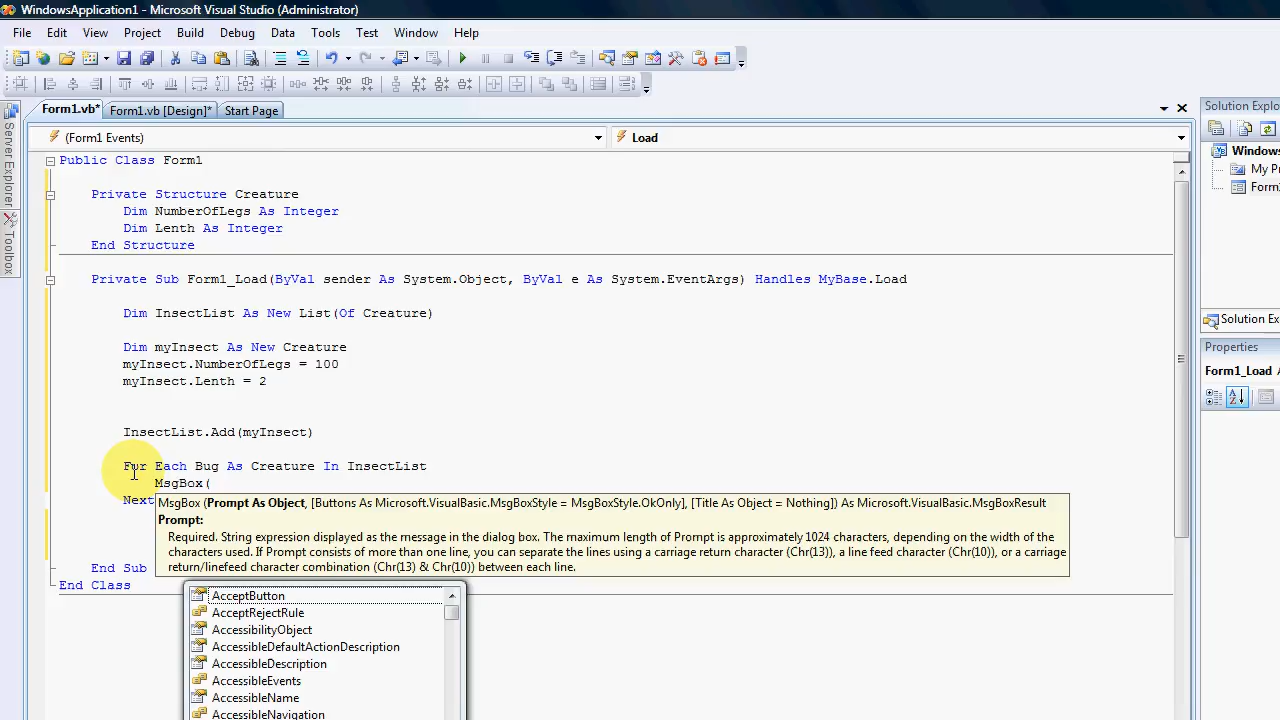 WindowsApplication1 - Microsoft Visual Studio (Administrator)
File Edit View Project Build Debug Data Tools Test Window Help
Form1.vb* Form1.vb [Design]* Start Page
Solution Explo
(Form1 Events) Load
Server Explorer
Toolbox
Windows
My P
Form
Public Class Form1
Private Structure Creature
Dim NumberOfLegs As Integer
Dim Lenth As Integer
End Structure
Private Sub Form1_Load(ByVal sender As System.Object, ByVal e As System.EventArgs) Handles MyBase.Load
Dim InsectList As New List(Of Creature)
Dim myInsect As New Creature
myInsect.NumberOfLegs = 100
myInsect.Lenth = 2
InsectList.Add(myInsect)
For Each Bug As Creature In InsectList
MsgBox(
Next
MsgBox (Prompt As Object, [Buttons As Microsoft.VisualBasic.MsgBoxStyle = MsgBoxStyle.OkOnly], [Title As Object = Nothing]) As Microsoft.VisualBasic.MsgBoxResult
Prompt:
Required. String expression displayed as the message in the dialog box. The maximum length of Prompt is approximately 1024 characters, depending on the width of the
characters used. If Prompt consists of more than one line, you can separate the lines using a carriage return character (Chr(13)), a line feed character (Chr(10)), or a carriage
return/linefeed character combination (Chr(13) & Chr(10)) between each line.
End Sub
End Class
AcceptButton
AcceptRejectRule
AccessibilityObject
AccessibleDefaultActionDescription
AccessibleDescription
AccessibleEvents
AccessibleName
AccessibleNavigation
Solution Ex
Properties
Form1_Load A